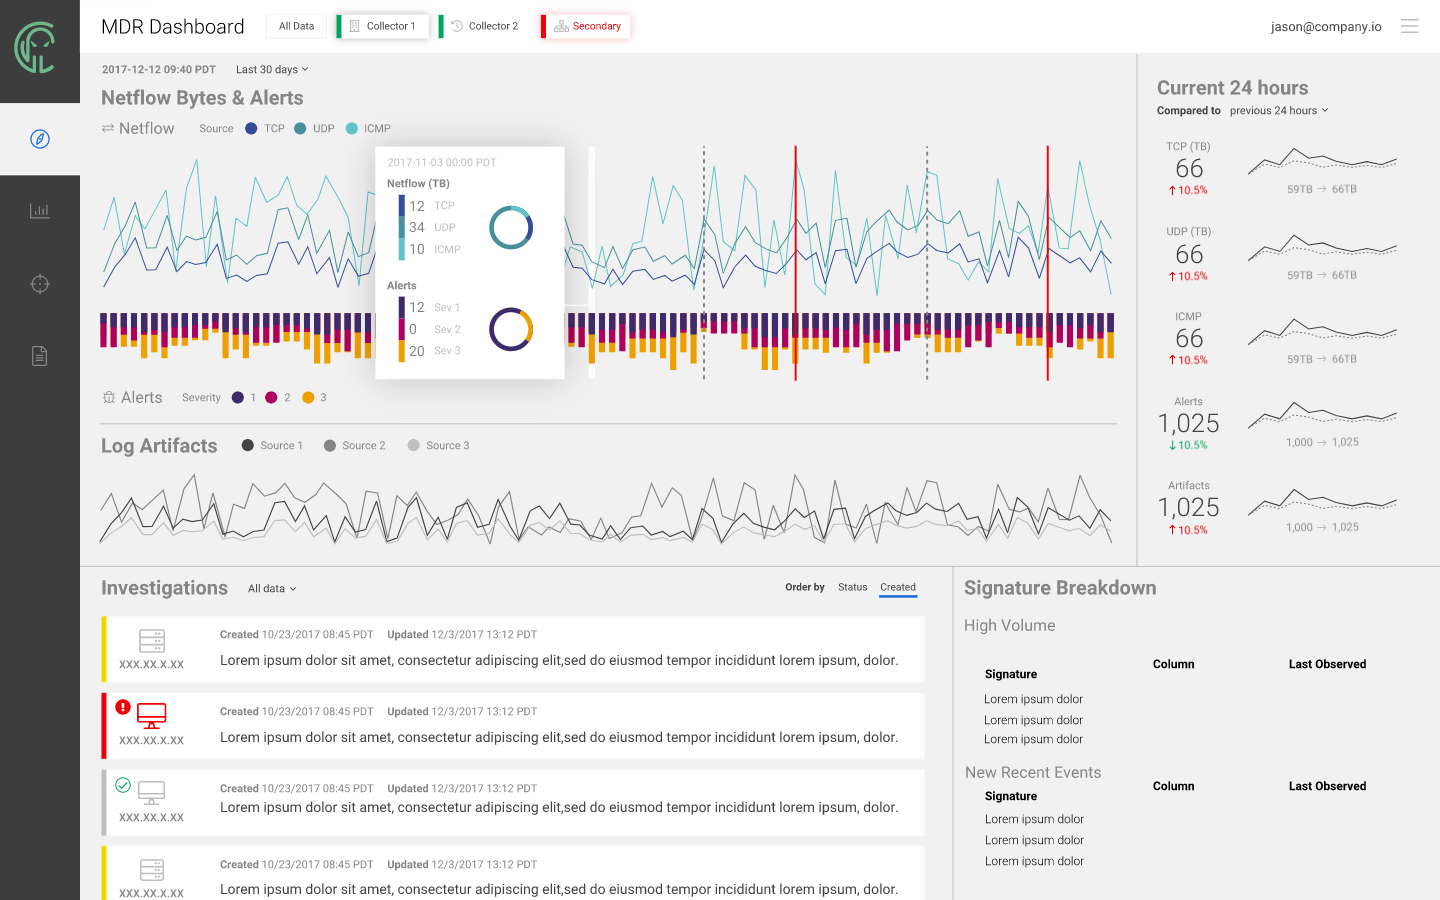 MDR Dashboard
All Data
Collector 1
Collector 2
Secondary
jason@company.io
2017-12-12 09:40 PDT
Last 30 days
Netflow Bytes & Alerts
Netflow
Source
TCP
UDP
ICMP
2017-11-03 00:00 PDT
Netflow (TB)
12 TCP
34 UDP
10 ICMP
Alerts
12 Sev 1
0 Sev 2
20 Sev 3
Alerts
Severity
1
2
3
Log Artifacts
Source 1
Source 2
Source 3
Current 24 hours
Compared to previous 24 hours
TCP (TB)
66
↑10.5%
59TB → 66TB
UDP (TB)
66
↑10.5%
59TB → 66TB
ICMP
66
↑10.5%
59TB → 66TB
Alerts
1,025
↓10.5%
1,000 → 1,025
Artifacts
1,025
↑10.5%
1,000 → 1,025
Investigations
All data
Order by
Status
Created
Created 10/23/2017 08:45 PDT Updated 12/3/2017 13:12 PDT
XXX.XX.X.XX
Lorem ipsum dolor sit amet, consectetur adipiscing elit,sed do eiusmod tempor incididunt lorem ipsum, dolor.
Created 10/23/2017 08:45 PDT Updated 12/3/2017 13:12 PDT
XXX.XX.X.XX
Lorem ipsum dolor sit amet, consectetur adipiscing elit,sed do eiusmod tempor incididunt lorem ipsum, dolor.
Created 10/23/2017 08:45 PDT Updated 12/3/2017 13:12 PDT
XXX.XX.X.XX
Lorem ipsum dolor sit amet, consectetur adipiscing elit,sed do eiusmod tempor incididunt lorem ipsum, dolor.
Created 10/23/2017 08:45 PDT Updated 12/3/2017 13:12 PDT
XXX.XX.X.XX
Lorem ipsum dolor sit amet, consectetur adipiscing elit,sed do eiusmod tempor incididunt lorem ipsum, dolor.
Signature Breakdown
High Volume
Signature
Column
Last Observed
Lorem ipsum dolor
Lorem ipsum dolor
Lorem ipsum dolor
New Recent Events
Signature
Column
Last Observed
Lorem ipsum dolor
Lorem ipsum dolor
Lorem ipsum dolor